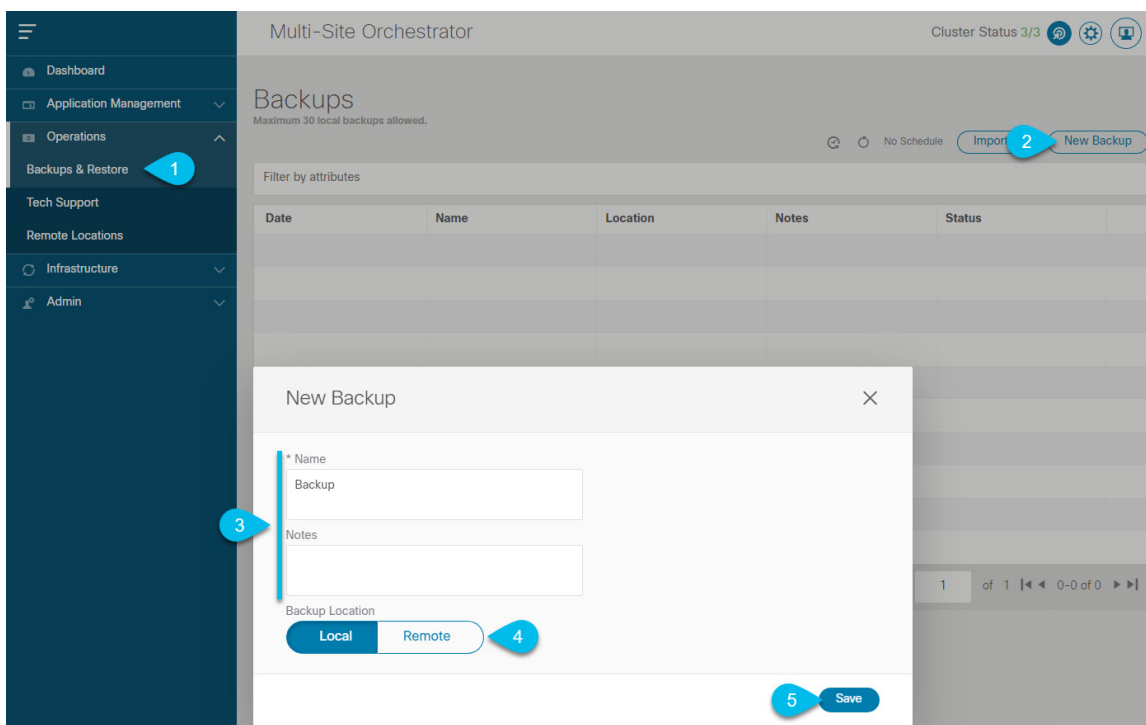 Multi-Site Orchestrator
Cluster Status 3/3
Dashboard
Application Management
Operations
Backups & Restore
1
Tech Support
Remote Locations
Infrastructure
Admin
Backups
Maximum 30 local backups allowed.
No Schedule
Import
2
New Backup
Filter by attributes
Date Name Location Notes Status
New Backup
* Name
Backup
3
Notes
Backup Location
Local Remote
4
1 of 1 0-0 of 0
5
Save